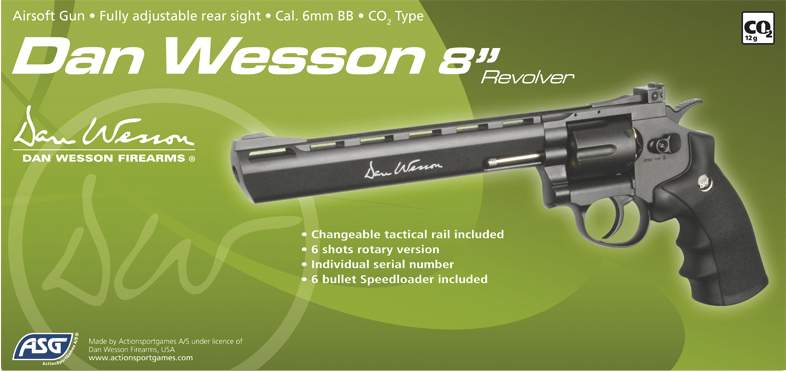 Airsoft Gun • Fully adjustable rear sight • Cal. 6mm BB • CO2 Type
CO2
12g
Dan Wesson 8”
Revolver
Dan Wesson
DAN WESSON FIREARMS ®
Dan Wesson
DW
• Changeable tactical rail included
• 6 shots rotary version
• Individual serial number
• 6 bullet Speedloader included
ASG
ActionSportGames A/S®
Made by Actionsportgames A/S under licence of
Dan Wesson Firearms, USA
www.actionsportgames.com